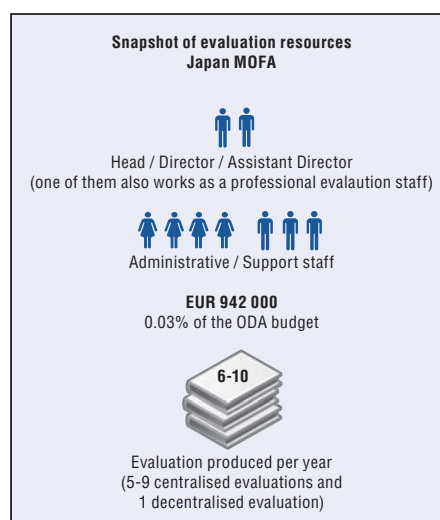 Snapshot of evaluation resources
Japan MOFA
Head / Director / Assistant Director
(one of them also works as a professional evalaution staff)
Administrative / Support staff
EUR 942 000
0.03% of the ODA budget
6-10
Evaluation produced per year
(5-9 centralised evaluations and
1 decentralised evaluation)